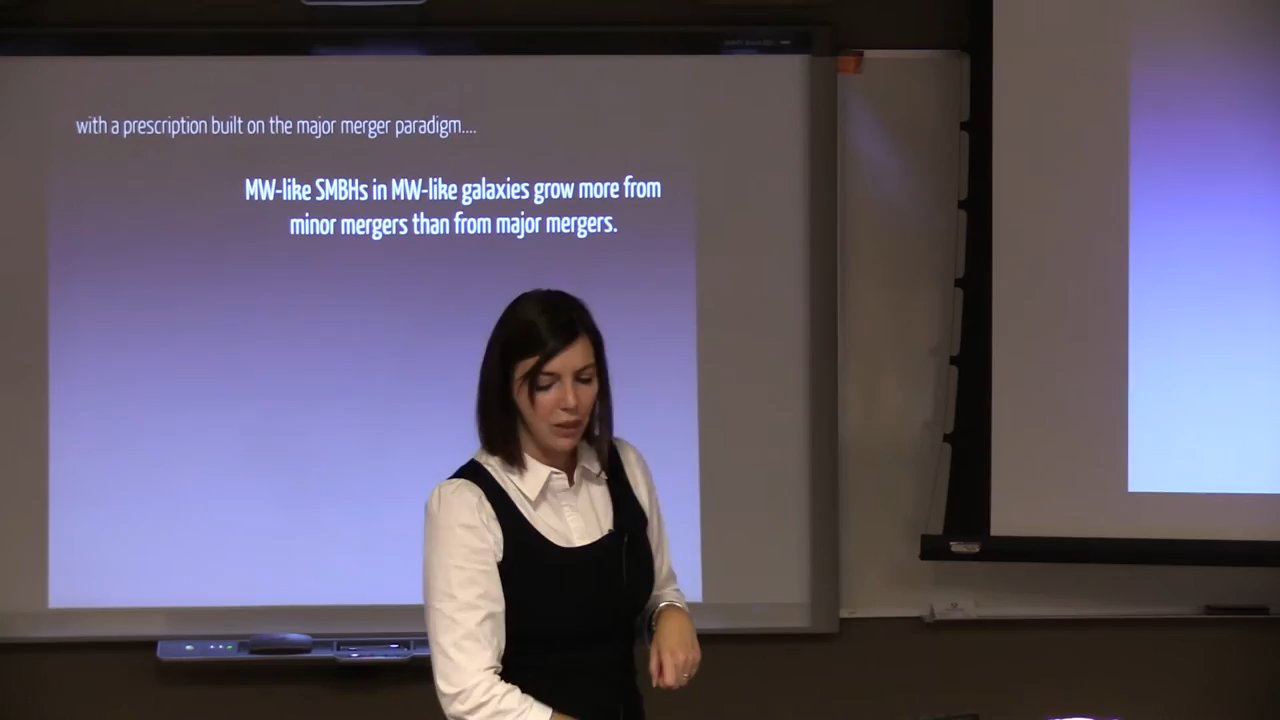 with a prescription built on the major merger paradigm....
MW-like SMBHs in MW-like galaxies grow more from
minor mergers than from major mergers.